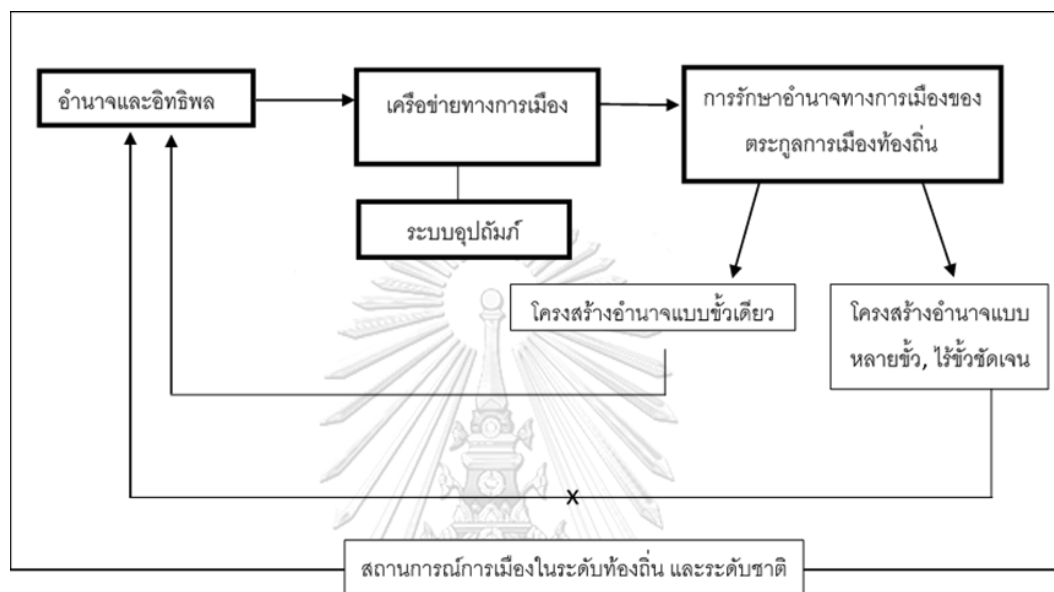 อำนาจและอิทธิพล
เครือข่ายทางการเมือง
การรักษาอำนาจทางการเมืองของ
ตระกูลการเมืองท้องถิ่น
ระบบอุปถัมภ์
โครงสร้างอำนาจแบบขั้วเดียว
โครงสร้างอำนาจแบบ
หลายขั้ว, ไร้ขั้วชัดเจน
x
สถานการณ์การเมืองในระดับท้องถิ่น และระดับชาติ